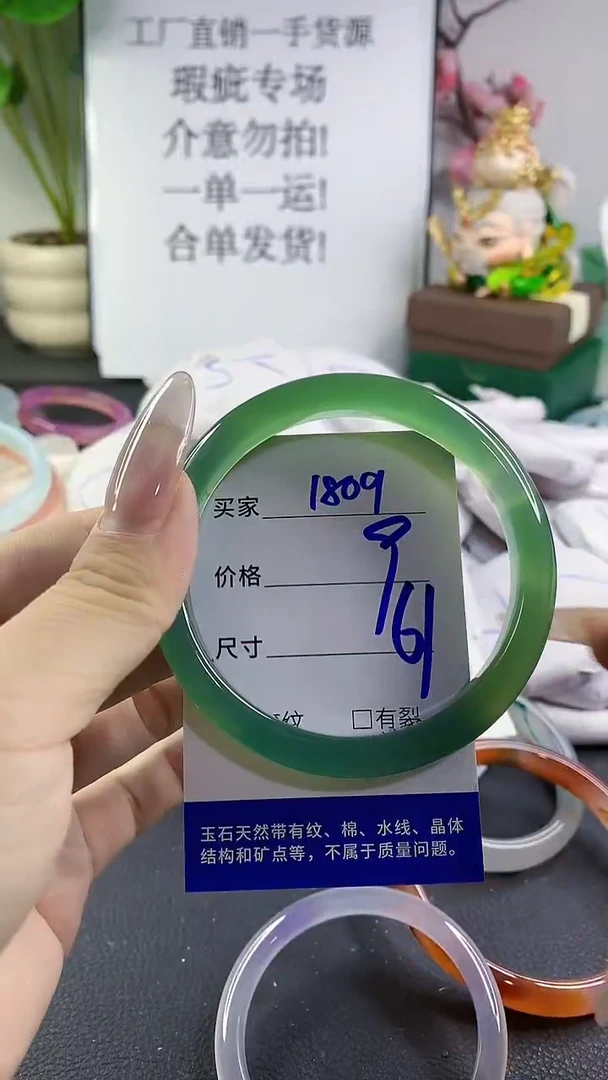 工厂直销一手货源
瑕疵专场
介意勿拍!
一单一运!
合单发货!
买家 1809
价格 9
尺寸 61
纹 □有裂
玉石天然带有纹、棉、水线、晶体
结构和矿点等，不属于质量问题。